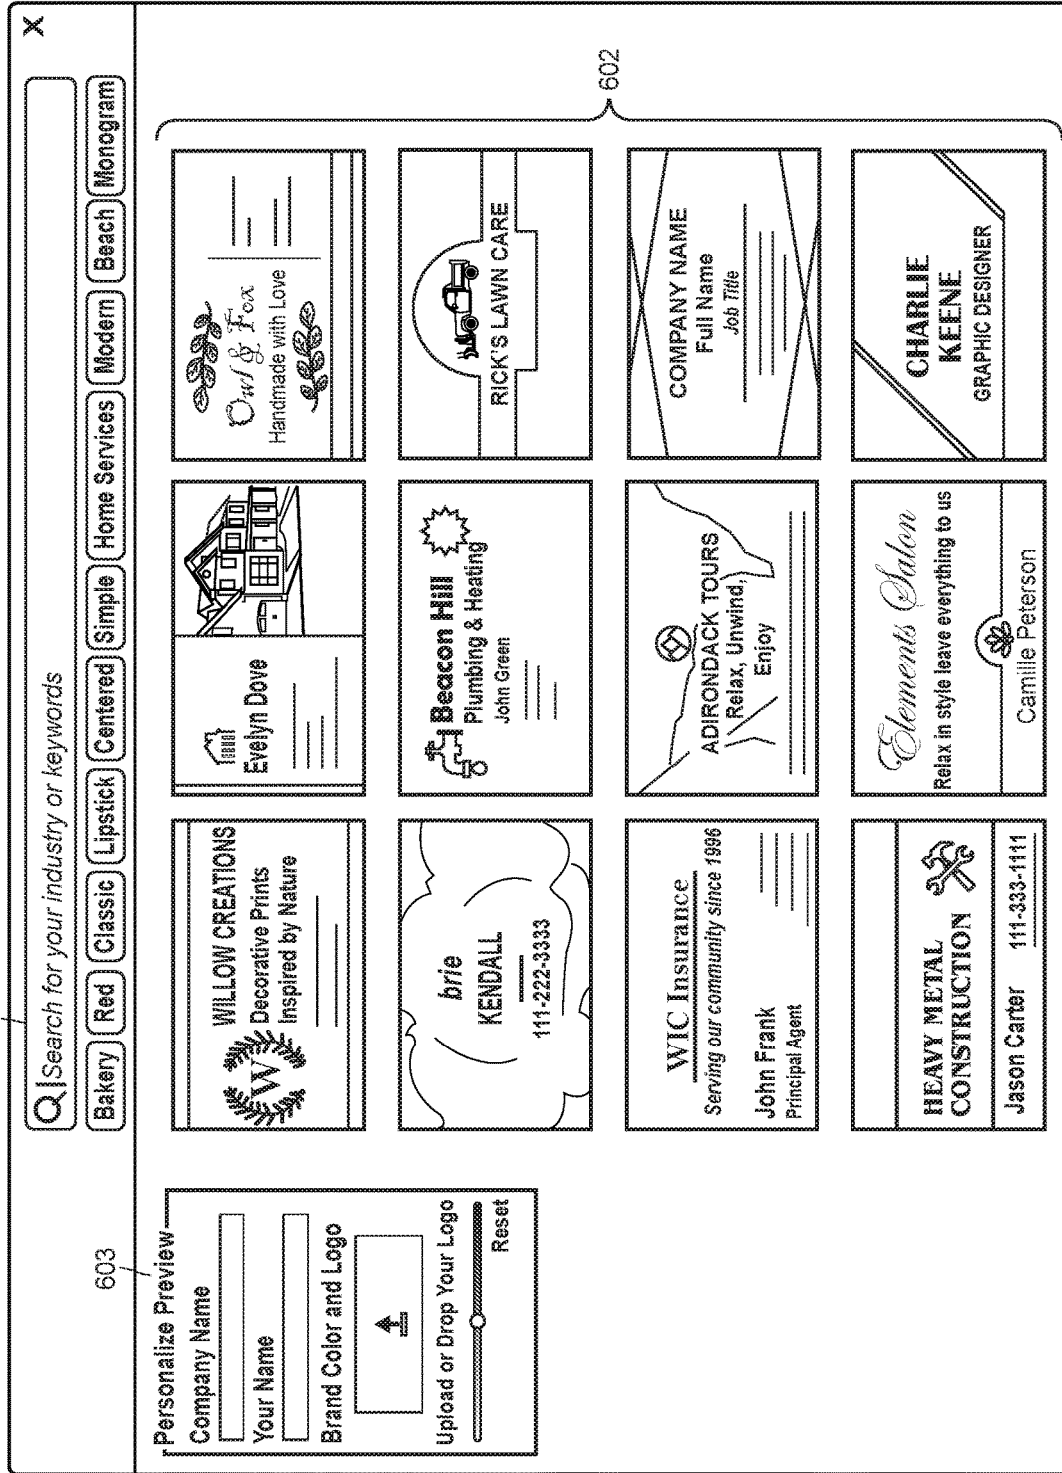 X
Search for your industry or keywords
Bakery Red Classic Lipstick Centered Simple Home Services Modern Beach Monogram
603
Personalize Preview
Company Name
Your Name
Brand Color and Logo
Upload or Drop Your Logo
Reset
602
W
WILLOW CREATIONS
Decorative Prints
Inspired by Nature
Evelyn Dove
Owl & Fox
Handmade with Love
brie
KENDALL
111-222-3333
Beacon Hill
Plumbing & Heating
John Green
RICK'S LAWN CARE
WIC Insurance
Serving our community since 1996
John Frank
Principal Agent
ADIRONDACK TOURS
Relax, Unwind,
Enjoy
COMPANY NAME
Full Name
Job Title
HEAVY METAL
CONSTRUCTION
Jason Carter 111-333-1111
Elements Salon
Relax in style leave everything to us
Camille Peterson
CHARLIE
KEENE
GRAPHIC DESIGNER